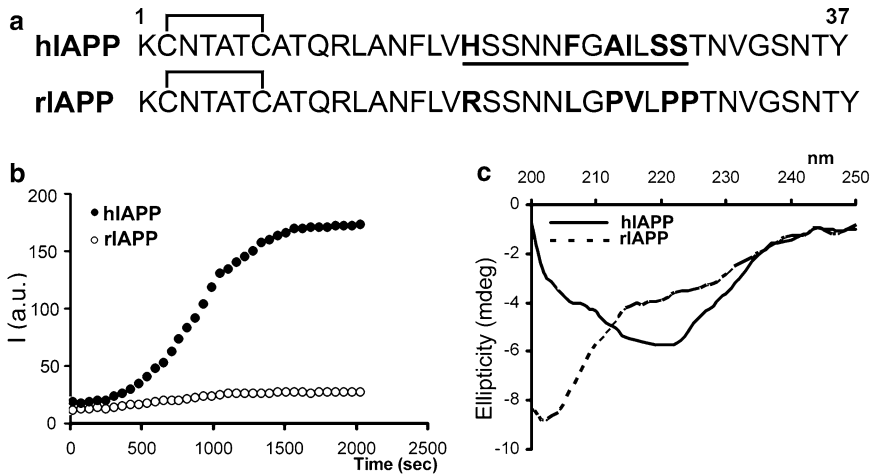 a
1 37
hIAPP KCNTATCATQRLANFLVHSSNNFGAILSSTNVGSNTY
rIAPP KCNTATCATQRLANFLVRSSNNLGPVLPPTNVGSNTY
b
200
150
100
50
0
I (a.u.)
hIAPP
rIAPP
0 500 1000 1500 2000 2500
Time (sec)
c
nm
200 210 220 230 240 250
0
-2
-4
-6
-8
-10
Ellipticity (mdeg)
hIAPP
rIAPP